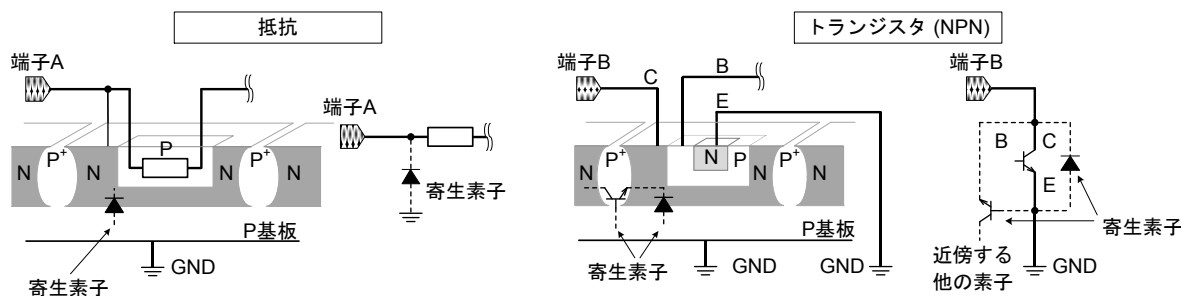 抵抗
トランジスタ (NPN)
端子A
端子A
P
N
P+
N
P+
N
N
寄生素子
P基板
寄生素子
GND
端子B
C
B
E
N
P+
N
N
P
P+
N
N
P基板
寄生素子
GND
GND
端子B
B
C
E
寄生素子
近傍する
他の素子
GND